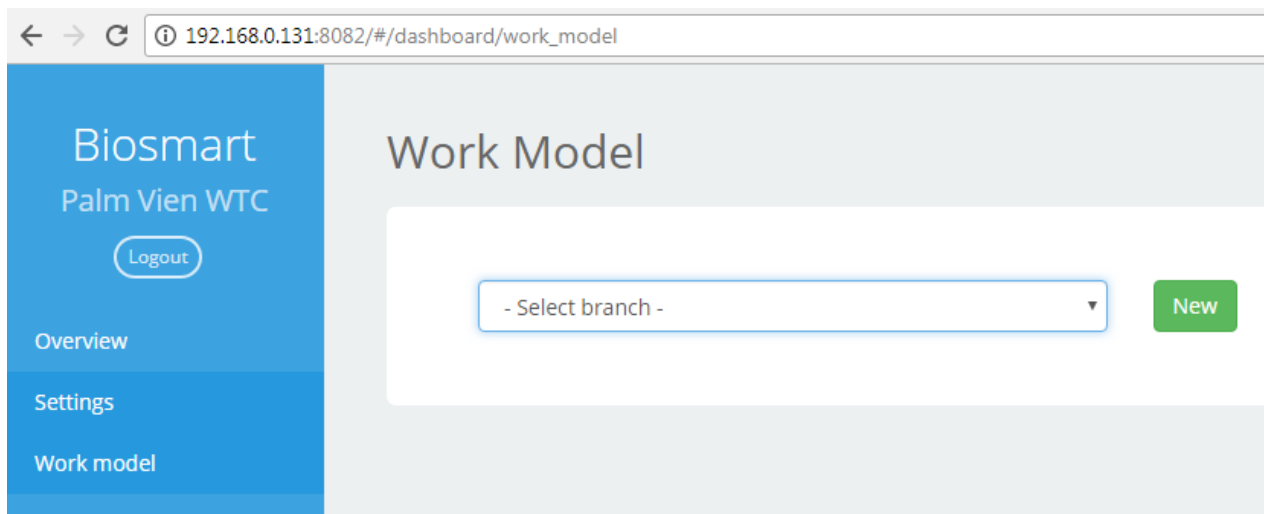 192.168.0.131:8082/#/dashboard/work_model
Biosmart
Palm Vien WTC
Logout
Overview
Settings
Work model
Work Model
- Select branch -
New